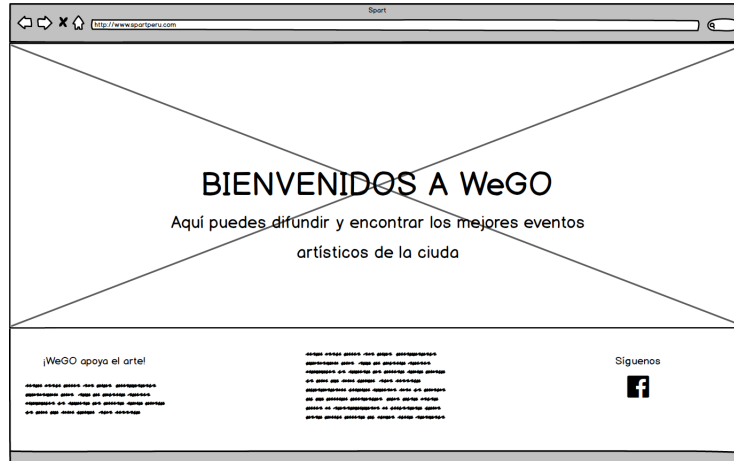 Spart
http://www.spartperu.com
BIENVENIDOS A WeGO
Aquí puedes difundir y encontrar los mejores eventos
artísticos de la ciuda
¡WeGO apoya el arte!
Síguenos